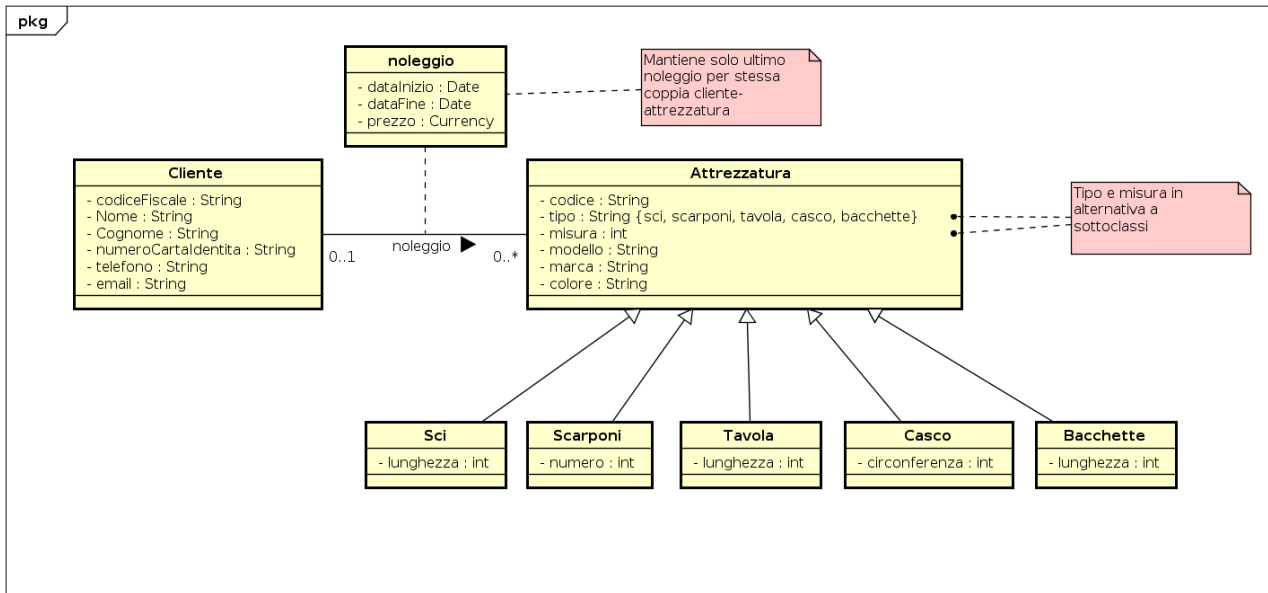 pkg
noleggio
- dataInizio : Date
- dataFine : Date
- prezzo : Currency
Mantiene solo ultimo
noleggio per stessa
coppia cliente-
attrezzatura
Cliente
- codiceFiscale : String
- Nome : String
- Cognome : String
- numeroCartaIdentita : String
- telefono : String
- email : String
0..1
noleggio
0..*
Attrezzatura
- codice : String
- tipo : String {sci, scarponi, tavola, casco, bacchette}
- misura : int
- modello : String
- marca : String
- colore : String
Tipo e misura in
alternativa a
sottoclassi
Sci
- lunghezza : int
Scarponi
- numero : int
Tavola
- lunghezza : int
Casco
- circonferenza : int
Bacchette
- lunghezza : int